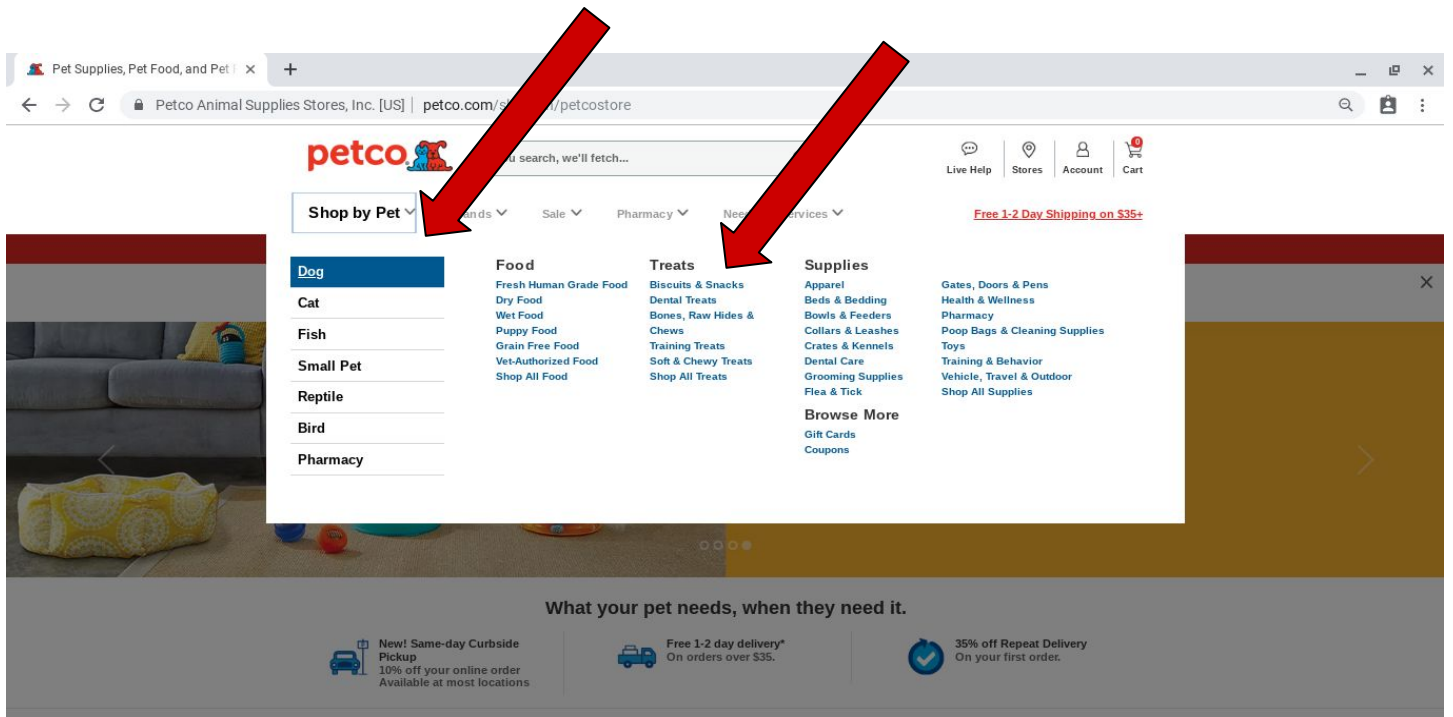 Pet Supplies, Pet Food, and Pet
Petco Animal Supplies Stores, Inc. [US] | petco.com/ /petcostore
petco
search, we'll fetch...
Live Help
Stores
Account
0
Cart
Shop by Pet
Sale
Pharmacy
Free 1-2 Day Shipping on $35+
Dog
Cat
Fish
Small Pet
Reptile
Bird
Pharmacy
Food
Fresh Human Grade Food
Dry Food
Wet Food
Puppy Food
Grain Free Food
Vet-Authorized Food
Shop All Food
Treats
Biscuits & Snacks
Dental Treats
Bones, Raw Hides &
Chews
Training Treats
Soft & Chewy Treats
Shop All Treats
Supplies
Apparel
Beds & Bedding
Bowls & Feeders
Collars & Leashes
Crates & Kennels
Dental Care
Grooming Supplies
Flea & Tick
Gates, Doors & Pens
Health & Wellness
Pharmacy
Poop Bags & Cleaning Supplies
Toys
Training & Behavior
Vehicle, Travel & Outdoor
Shop All Supplies
Browse More
Gift Cards
Coupons
What your pet needs, when they need it.
New! Same-day Curbside
Pickup
10% off your online order
Available at most locations
Free 1-2 day delivery*
On orders over $35.
35% off Repeat Delivery
On your first order.